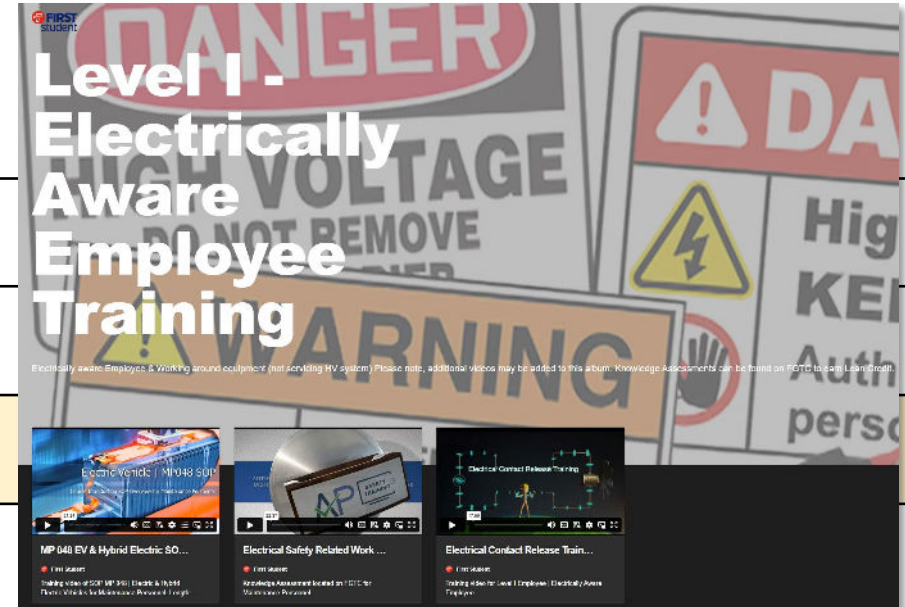 FIRST
Student
DANGER
HIGH VOLTAGE
DO NOT REMOVE
WARNING
DA
Hig
KE
Auth
perso
Level I -
Electrically
Aware
Employee
Training
Electrically aware Employee & Working around equipment (not servicing HV system) Please note, additional videos may be added to this album. Knowledge Assessments can be found on FGTC to earn Lean Credit.
Electric Vehicle | MP048 SOP
SAFETY
TRAINING
Electrical Contact Release Training
MP 048 EV & Hybrid Electric SO...
First Student
Training video of SOP MP 048 | Electric & Hybrid
Electric Vehicles for Maintenance Personnel. Length:
Electrical Safety Related Work ...
First Student
Knowledge Assessment located on FGTC for
Maintenance Personnel
Electrical Contact Release Train...
First Student
Training video for Level I Employee | Electrically Aware
Employee